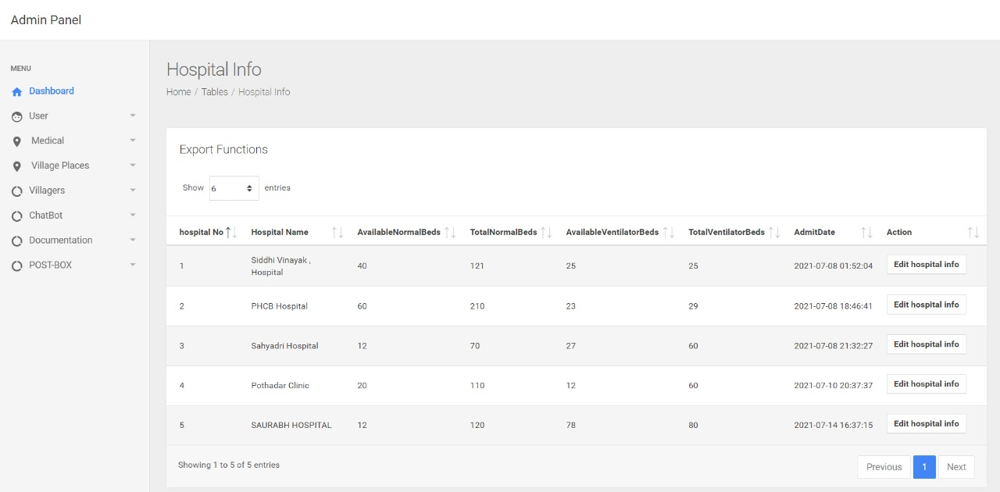 Admin Panel
MENU
Dashboard
User
Medical
Village Places
Villagers
ChatBot
Documentation
POST-BOX
Hospital Info
Home / Tables / Hospital Info
Export Functions
Show 6 entries
hospital No Hospital Name AvailableNormalBeds TotalNormalBeds AvailableVentilatorBeds TotalVentilatorBeds AdmitDate Action
1 Siddhi Vinayak , 40 121 25 25 2021-07-08 01:52:04 Edit hospital info
Hospital
2 PHCB Hospital 60 210 23 29 2021-07-08 18:46:41 Edit hospital info
3 Sahyadri Hospital 12 70 27 60 2021-07-08 21:32:27 Edit hospital info
4 Pothadar Clinic 20 110 12 60 2021-07-10 20:37:37 Edit hospital info
5 SAURABH HOSPITAL 12 120 78 80 2021-07-14 16:37:15 Edit hospital info
Showing 1 to 5 of 5 entries
Previous 1 Next